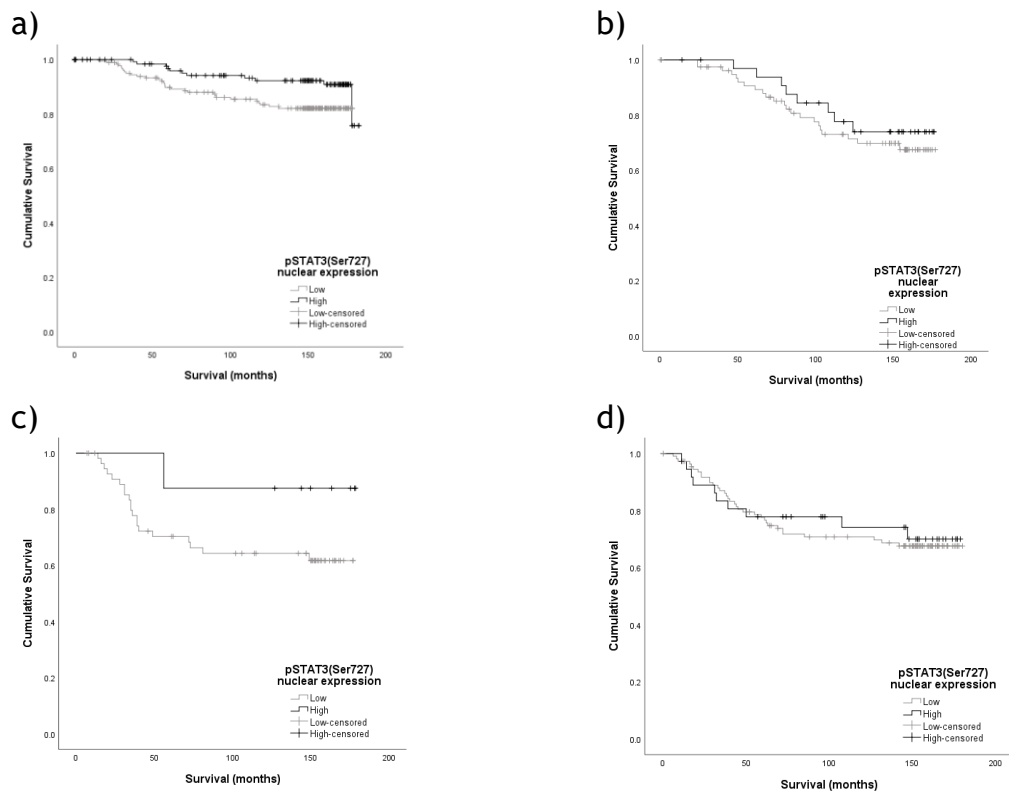 a)
Cumulative Survival
1.0
0.8
0.6
0.4
0.2
0.0
pSTAT3(Ser727)
nuclear expression
Low
High
Low-censored
High-censored
0 50 100 150 200
Survival (months)
b)
Cumulative Survival
1.0
0.8
0.6
0.4
0.2
0.0
pSTAT3(Ser727)
nuclear
expression
Low
High
Low-censored
High-censored
0 50 100 150 200
Survival (months)
c)
Cumulative Survival
1.0
0.8
0.6
0.4
0.2
0.0
pSTAT3(Ser727)
nuclear expression
Low
High
Low-censored
High-censored
0 50 100 150 200
Survival (months)
d)
Cumulative Survival
1.0
0.8
0.6
0.4
0.2
0.0
pSTAT3(Ser727)
nuclear expression
Low
High
Low-censored
High-censored
0 50 100 150 200
Survival (months)